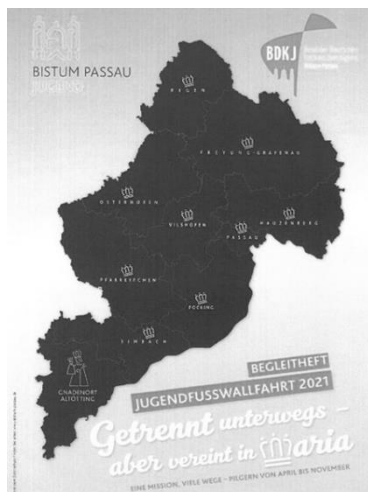 BISTUM PASSAU
BDKJ
REGEN
FREYUNG-GRAFENAU
OSTERHOFEN
VILSHOFEN
HAUZENBERG
PASSAU
PFARRKIRCHEN
POCKING
SIMBACH
GNADENORT
ALTÖTTING
BEGLEITHEFT
JUGENDFUSSWALLFAHRT 2021
Getrennt unterwegs –
aber vereint in Maria
EINE MISSION, VIELE WEGE – PILGERN VON APRIL BIS NOVEMBER